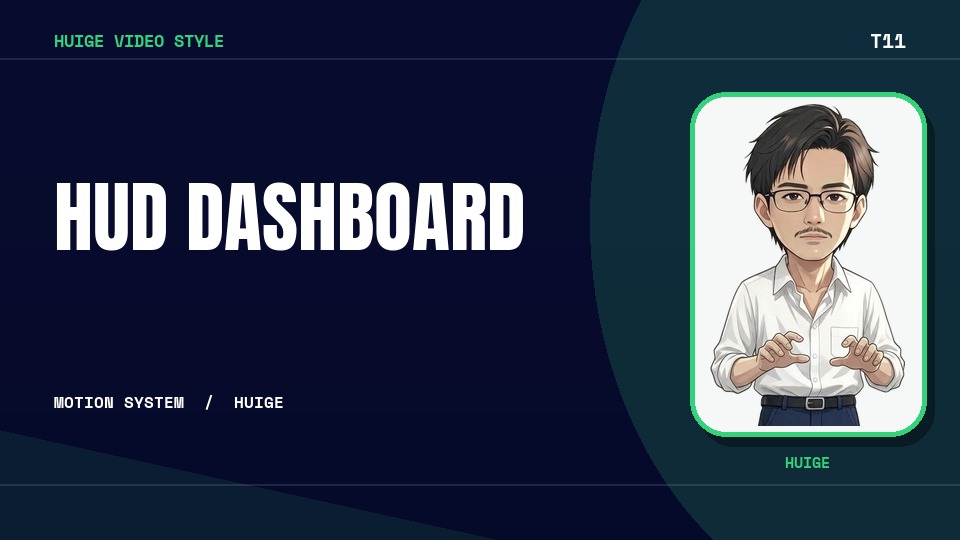 HUIGE VIDEO STYLE
T11
HUD DASHBOARD
MOTION SYSTEM / HUIGE
HUIGE